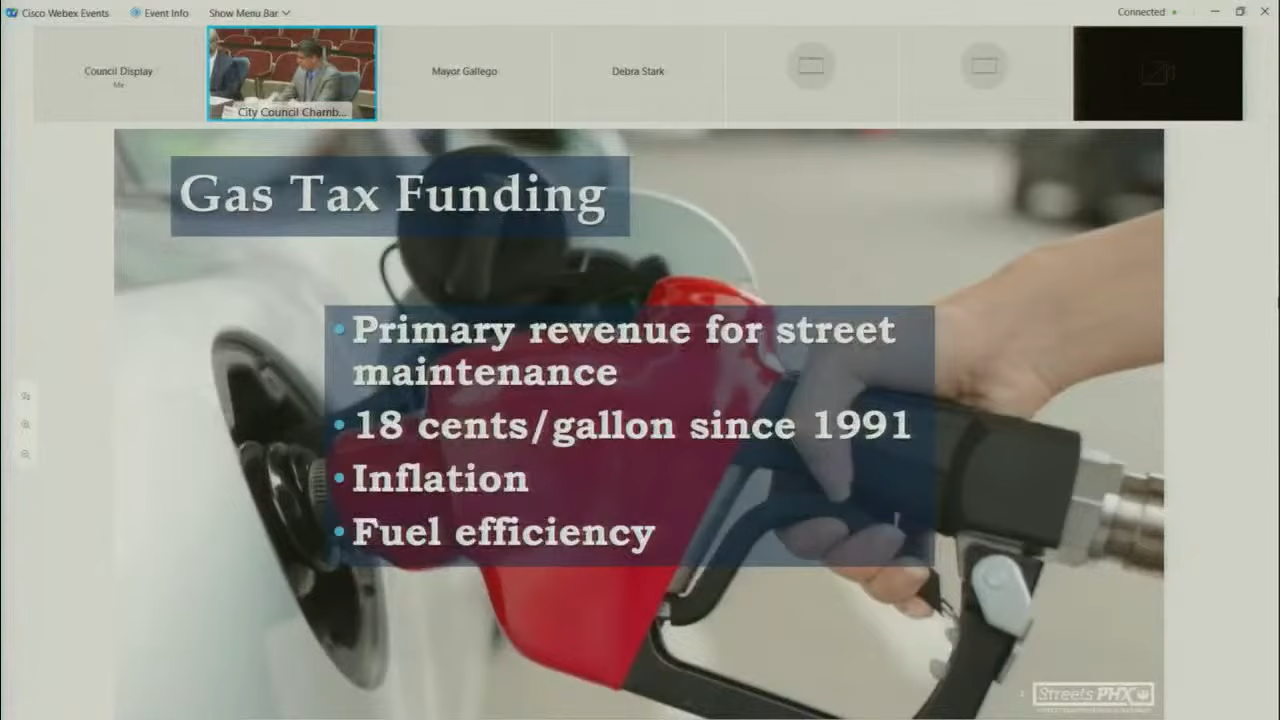 Cisco Webex Events Event Info Show Menu Bar Connected
Council Display
Me
City Council Chamb...
Mayor Gallego
Debra Stark
Gas Tax Funding
• Primary revenue for street
maintenance
• 18 cents/gallon since 1991
• Inflation
• Fuel efficiency
Streets PHX